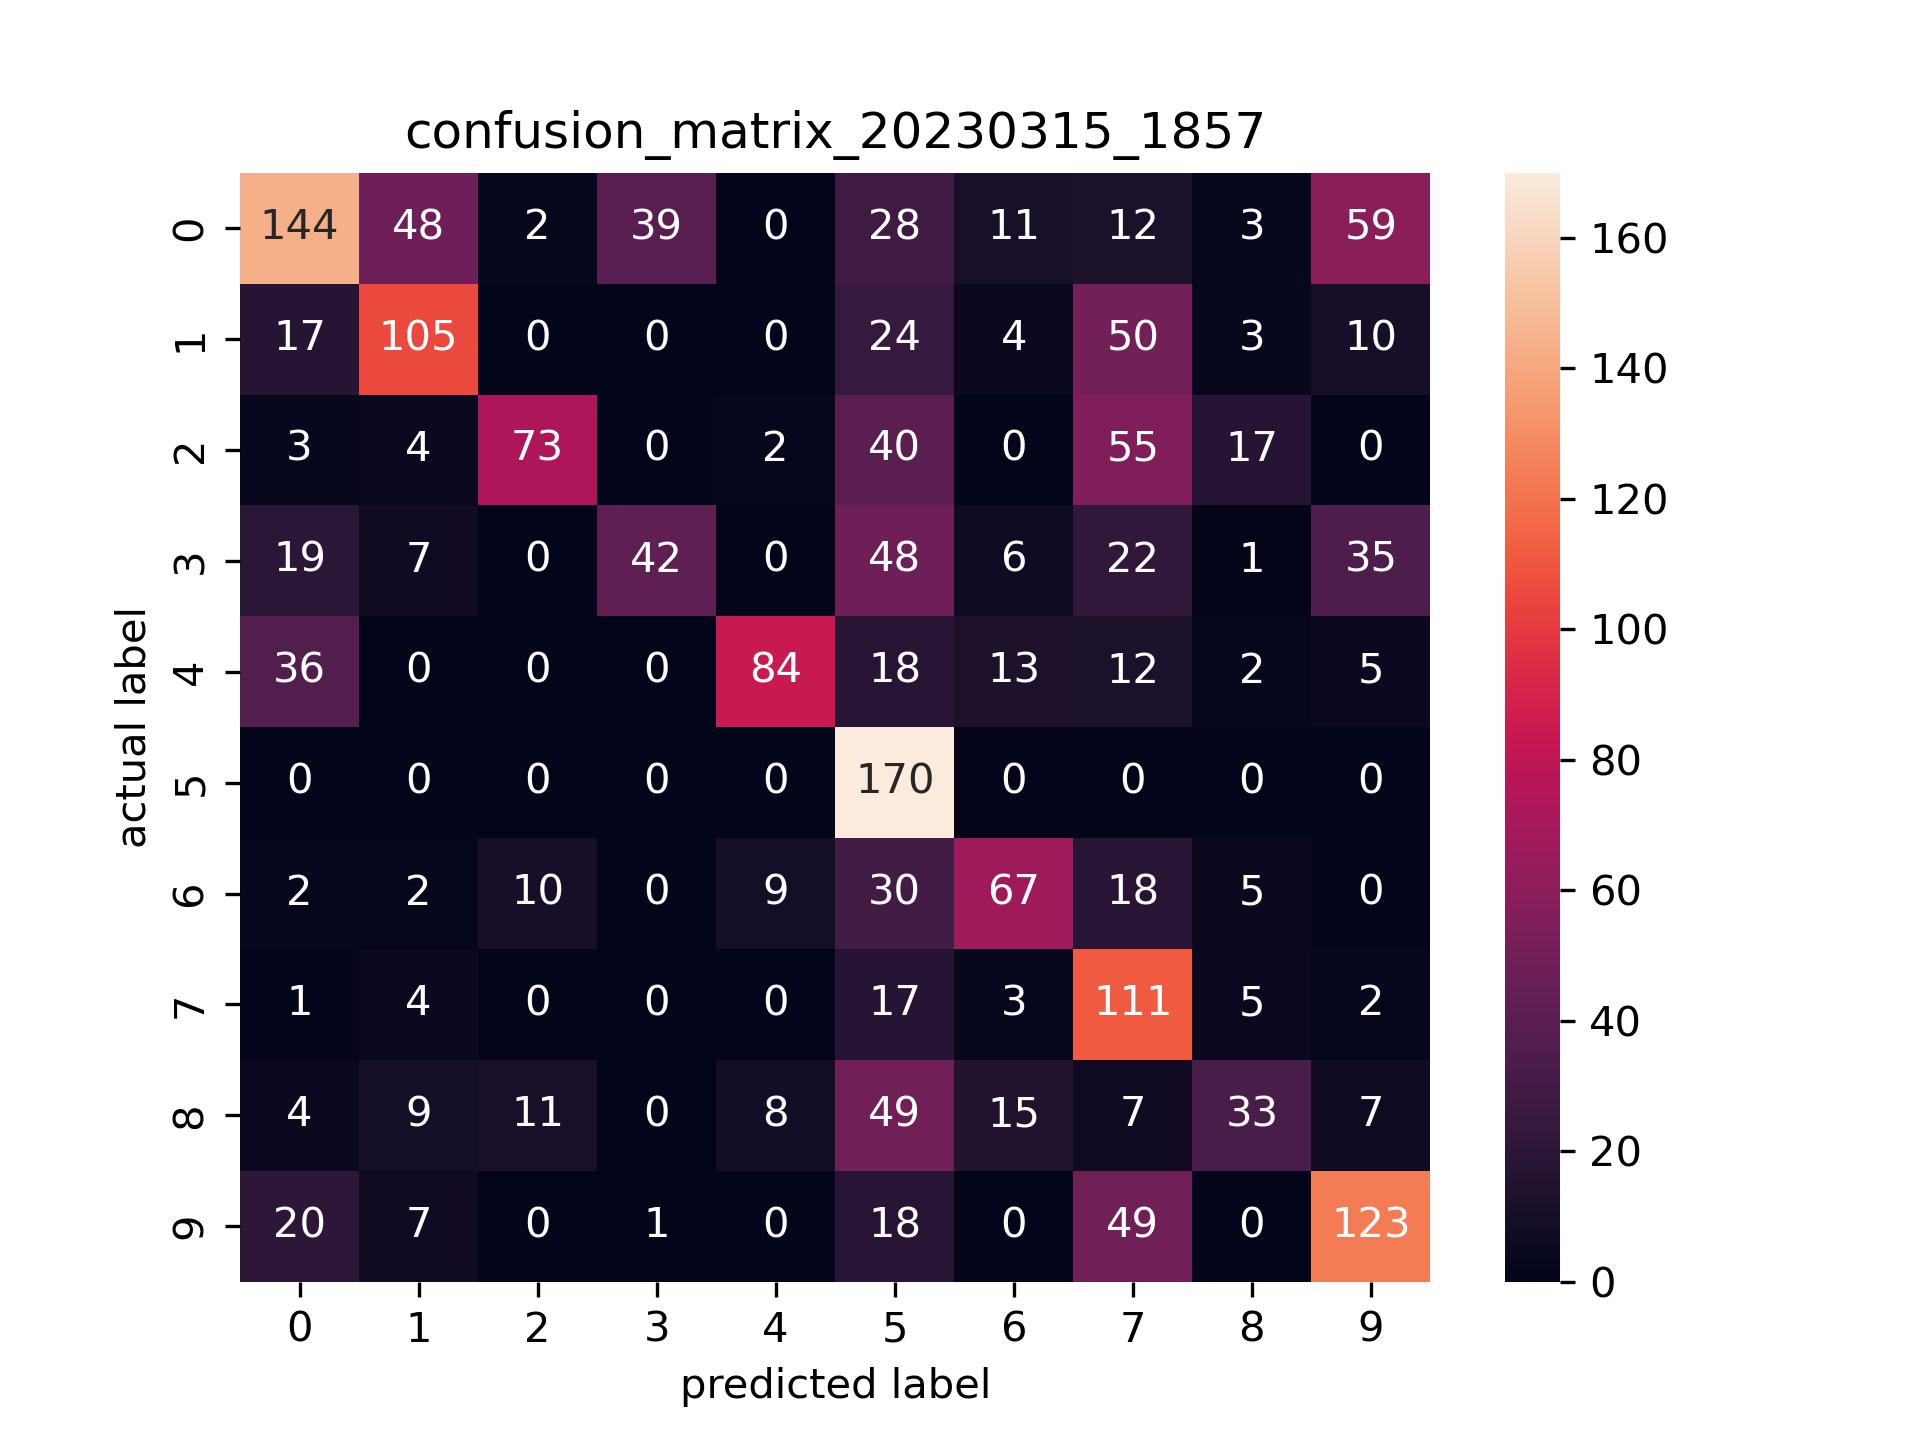 confusion_matrix_20230315_1857
0 144 48 2 39 0 28 11 12 3 59
1 17 105 0 0 0 24 4 50 3 10
2 3 4 73 0 2 40 0 55 17 0
3 19 7 0 42 0 48 6 22 1 35
4 36 0 0 0 84 18 13 12 2 5
5 0 0 0 0 0 170 0 0 0 0
6 2 2 10 0 9 30 67 18 5 0
7 1 4 0 0 0 17 3 111 5 2
8 4 9 11 0 8 49 15 7 33 7
9 20 7 0 1 0 18 0 49 0 123
0 1 2 3 4 5 6 7 8 9
predicted label
actual label
160
140
120
100
80
60
40
20
0